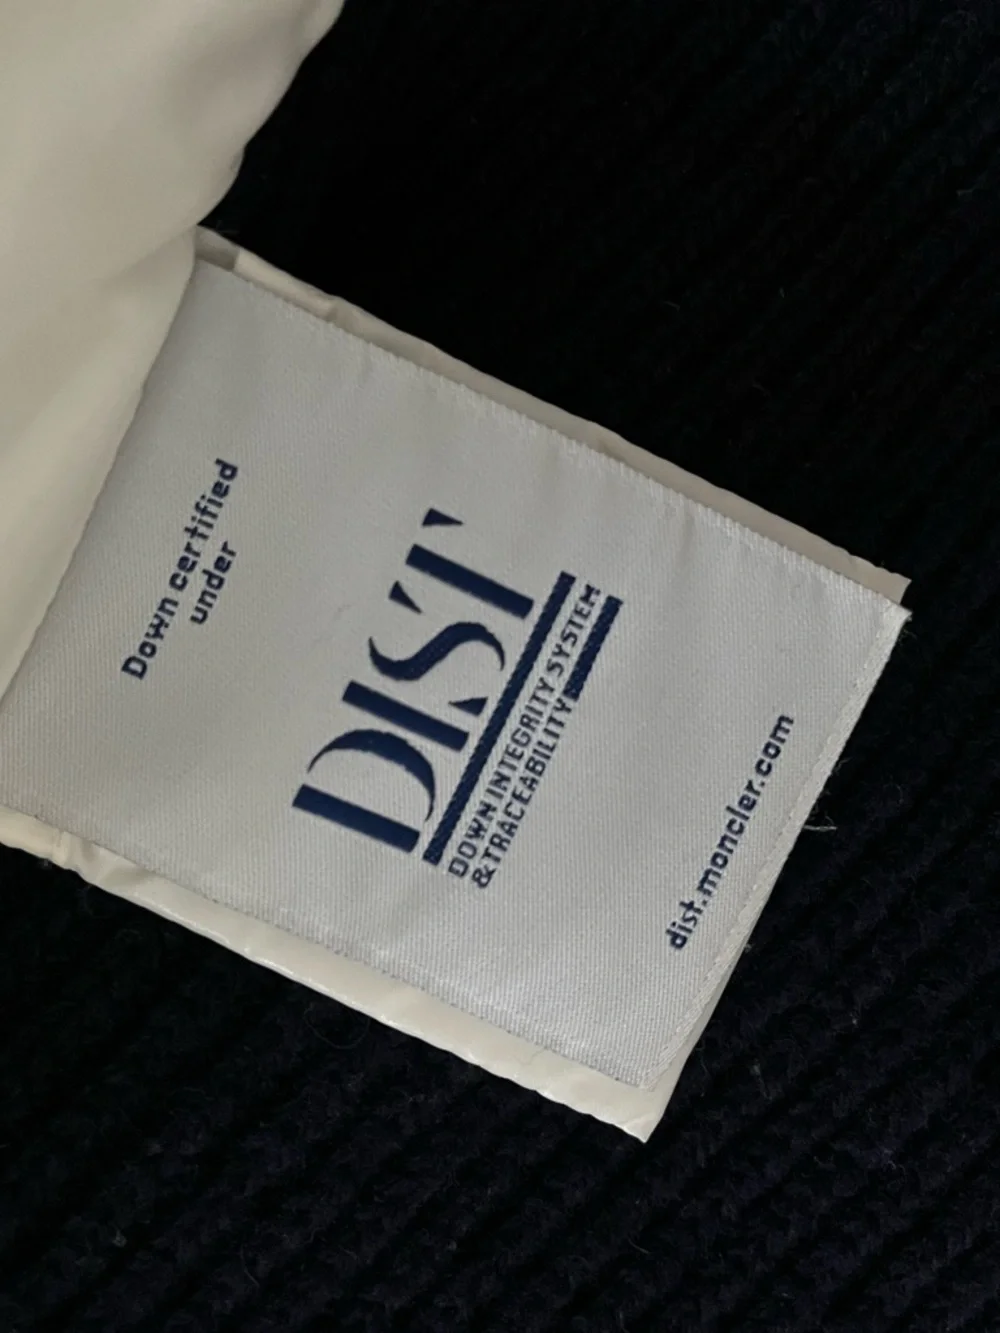 Down certified
under
DIST
DOWN INTEGRITY SYSTEM
& TRACEABILITY
dist.moncler.com